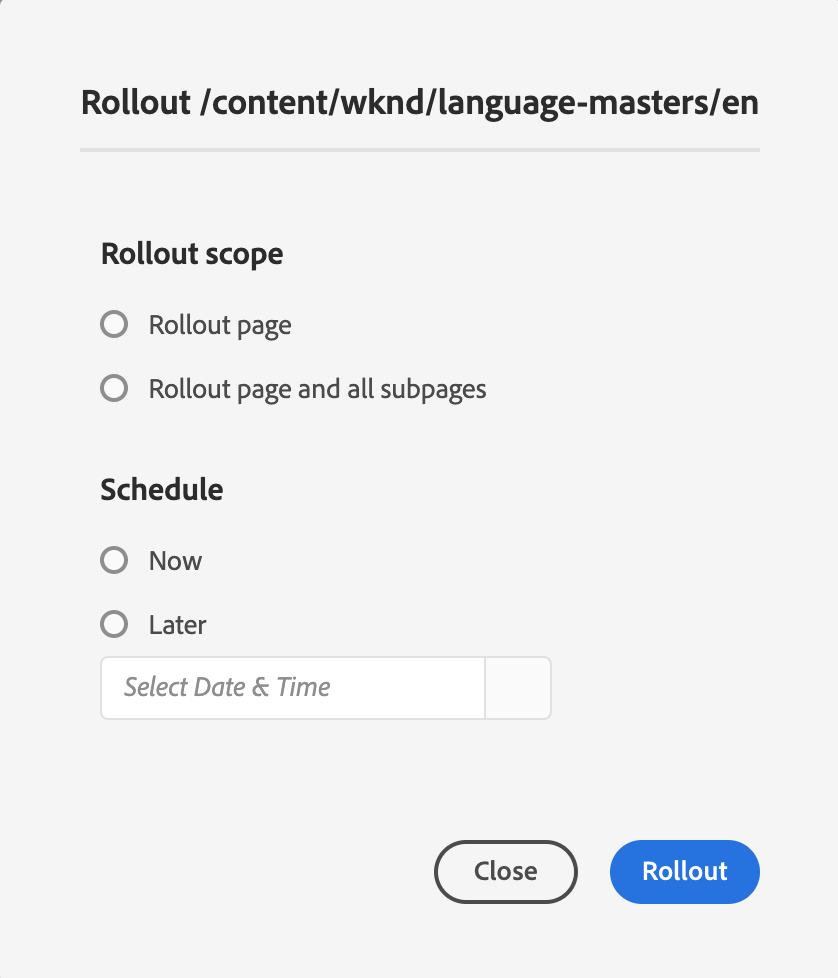 Rollout /content/wknd/language-masters/en
Rollout scope
Rollout page
Rollout page and all subpages
Schedule
Now
Later
Select Date & Time
Close
Rollout